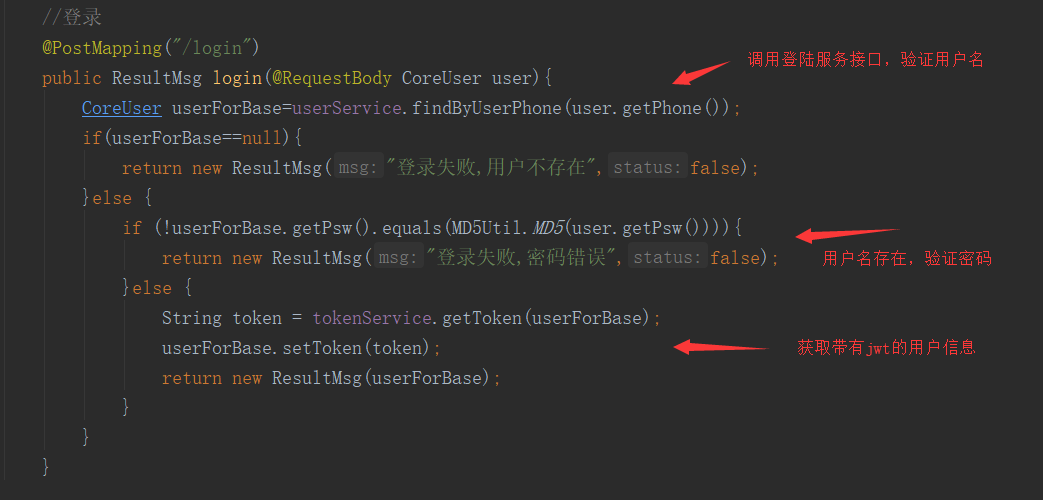 //登录
@PostMapping("/login")
public ResultMsg login(@RequestBody CoreUser user){
调用登陆服务接口，验证用户名
CoreUser userForBase=userService.findByUserPhone(user.getPhone());
if(userForBase==null){
return new ResultMsg( msg: "登录失败,用户不存在", status: false);
}else {
if (!userForBase.getPsw().equals(MD5Util.MD5(user.getPsw()))){
return new ResultMsg( msg: "登录失败,密码错误", status: false);
用户名存在，验证密码
}else {
String token = tokenService.getToken(userForBase);
userForBase.setToken(token);
获取带有jwt的用户信息
return new ResultMsg(userForBase);
}
}
}